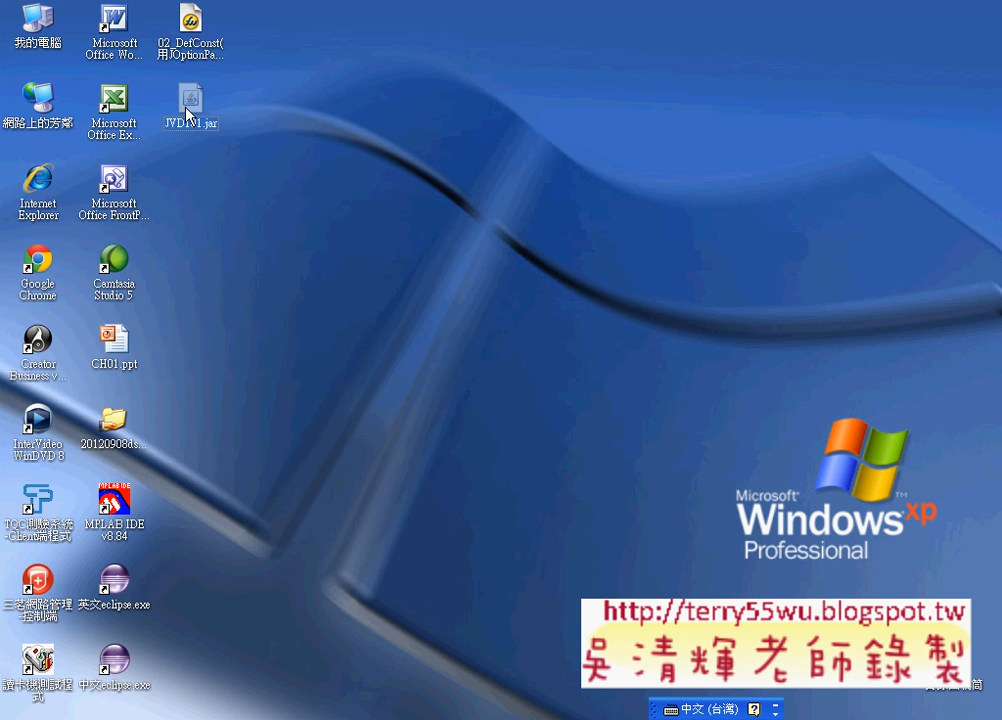 我的電腦
Microsoft
Office Wo...
02_DefConst(
用JOptionPa...
網路上的芳鄰
Microsoft
Office Ex...
Internet
Explorer
Microsoft
Office FrontP...
Google
Chrome
Camtasia
Studio 5
Creator
Business v...
CH01.ppt
InterVideo
WinDVD 8
20120908ds...
TQC測驗系統
-Client端程式
MPLAB IDE
MPLAB IDE
v8.84
三茗網路管理
-控制端
英文eclipse.exe
讀卡機測試程
式
中文eclipse.exe
Microsoft
Windows xp
Professional
TM
http://terry55wu.blogspot.tw
吳清輝老師錄製
中文 (台灣)